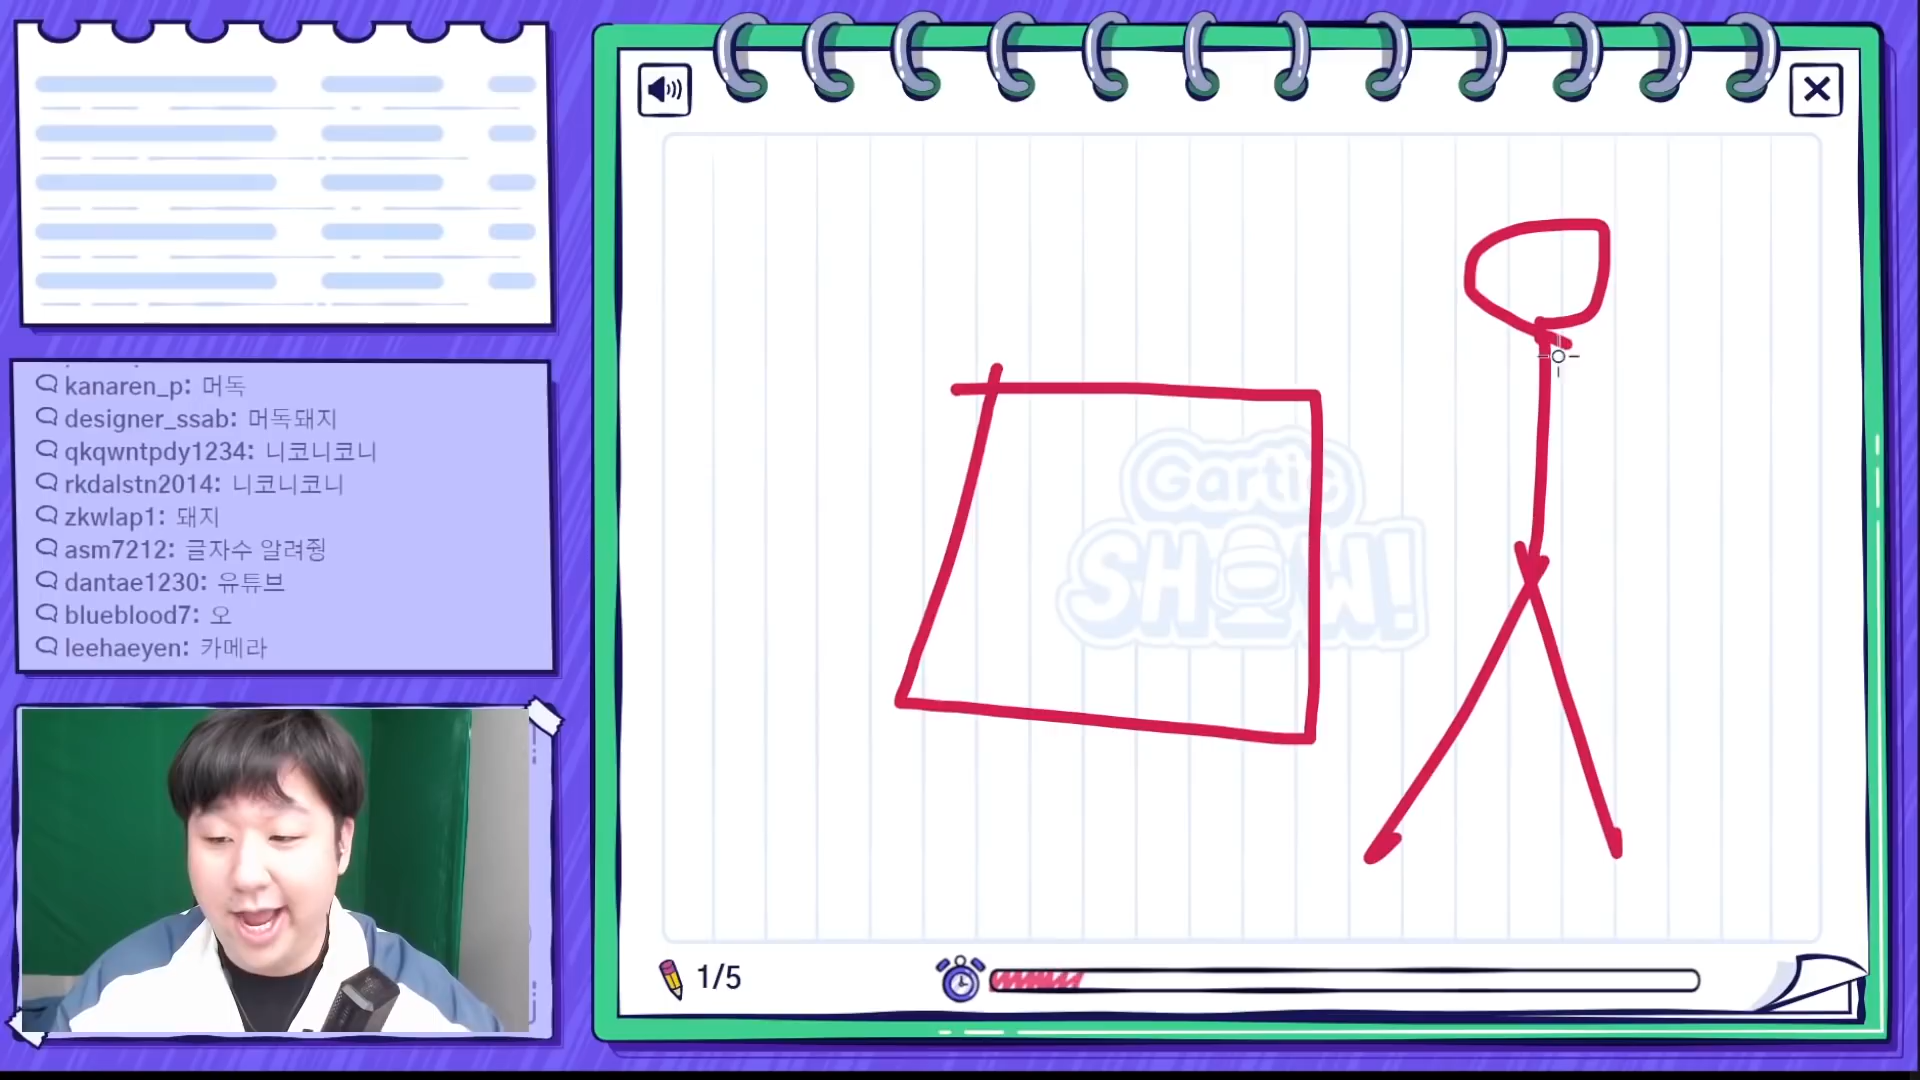 kanaren_p: 머독
designer_ssab: 머독돼지
qkqwntpdy1234: 니코니코니
rkdalstn2014: 니코니코니
zkwlap1: 돼지
asm7212: 글자수 알려줭
dantae1230: 유튜브
blueblood7: 오
leehaeyen: 카메라
Gartic
SHOW!
1/5